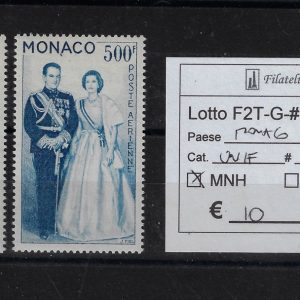 MONACO
500F
POSTE AERIENNE
Filateli
Lotto F2T-G-#
Paese MONACO
Cat. UNIF #
MNH
€ 10